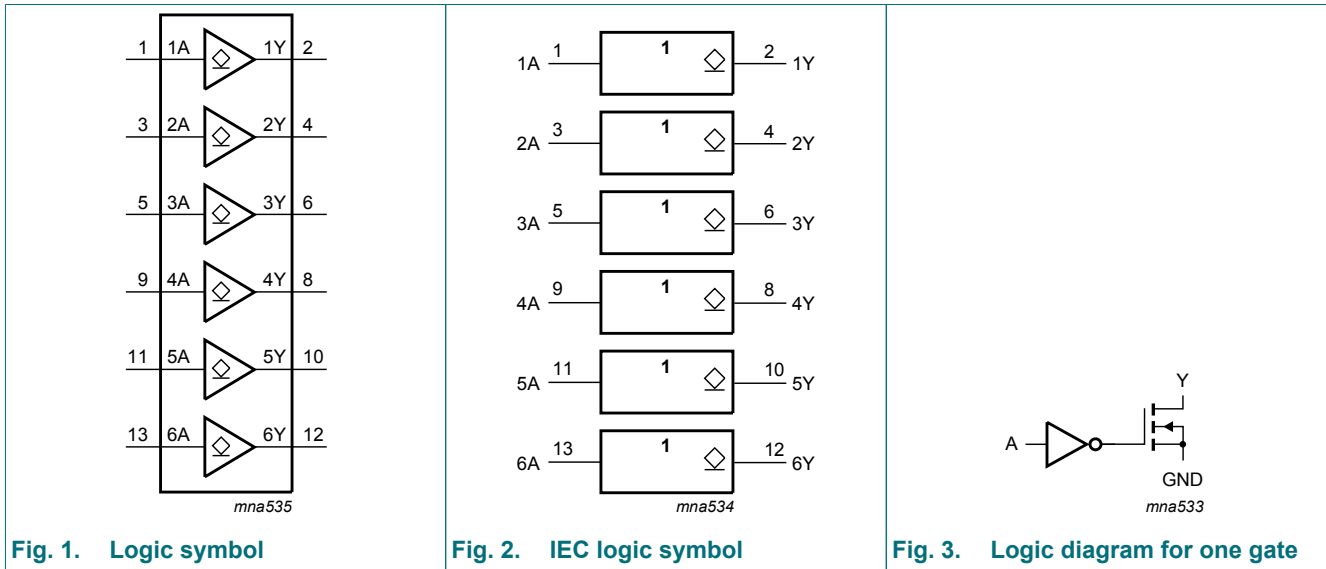 1 1A 1Y 2
3 2A 2Y 4
5 3A 3Y 6
9 4A 4Y 8
11 5A 5Y 10
13 6A 6Y 12
mna535
Fig. 1. Logic symbol
1A 1 1 2 1Y
2A 3 1 4 2Y
3A 5 1 6 3Y
4A 9 1 8 4Y
5A 11 1 10 5Y
6A 13 1 12 6Y
mna534
Fig. 2. IEC logic symbol
Y
A
GND
mna533
Fig. 3. Logic diagram for one gate